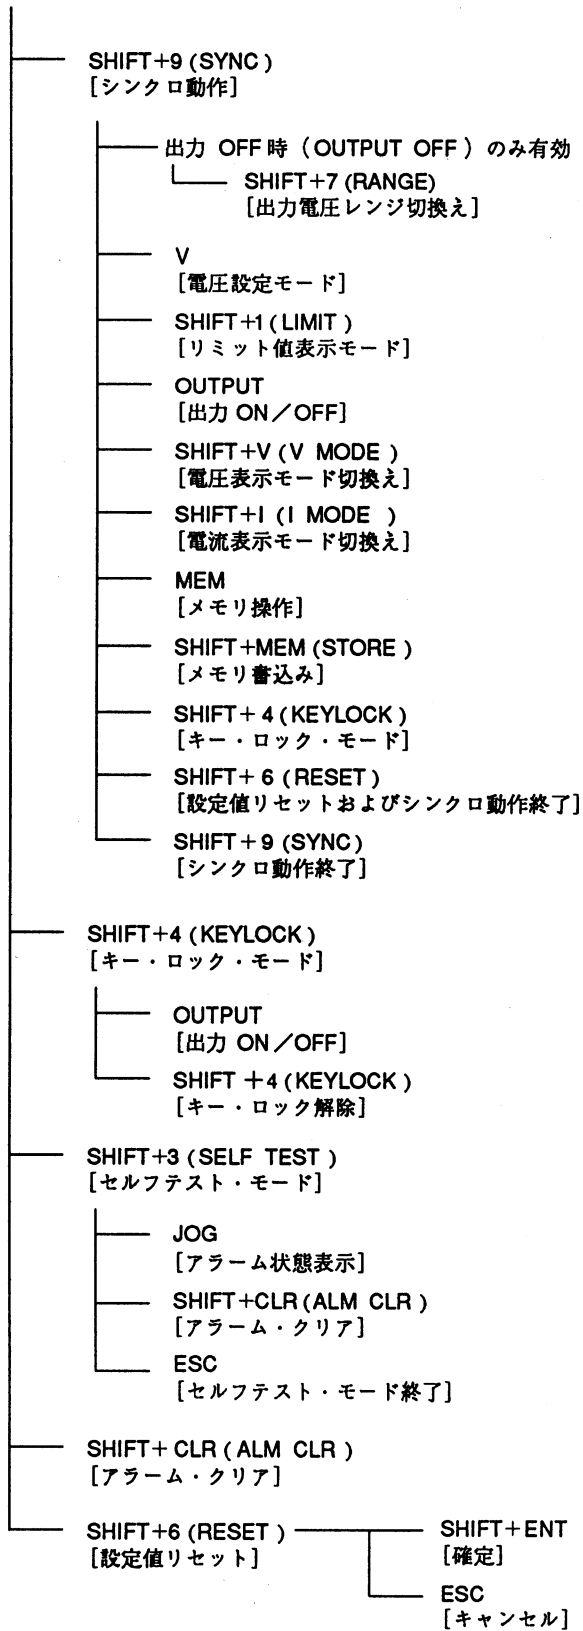 SHIFT+9 (SYNC)
[シンクロ動作]
出力 OFF 時 (OUTPUT OFF) のみ有効
SHIFT+7 (RANGE)
[出力電圧レンジ切換え]
V
[電圧設定モード]
SHIFT+1 (LIMIT)
[リミット値表示モード]
OUTPUT
[出力 ON/OFF]
SHIFT+V (V MODE)
[電圧表示モード切換え]
SHIFT+I (I MODE)
[電流表示モード切換え]
MEM
[メモリ操作]
SHIFT+MEM (STORE)
[メモリ書込み]
SHIFT+4 (KEYLOCK)
[キー・ロック・モード]
SHIFT+6 (RESET)
[設定値リセットおよびシンクロ動作終了]
SHIFT+9 (SYNC)
[シンクロ動作終了]
SHIFT+4 (KEYLOCK)
[キー・ロック・モード]
OUTPUT
[出力 ON/OFF]
SHIFT+4 (KEYLOCK)
[キー・ロック解除]
SHIFT+3 (SELF TEST)
[セルフテスト・モード]
JOG
[アラーム状態表示]
SHIFT+CLR (ALM CLR)
[アラーム・クリア]
ESC
[セルフテスト・モード終了]
SHIFT+CLR (ALM CLR)
[アラーム・クリア]
SHIFT+6 (RESET) SHIFT+ENT
[設定値リセット] [確定]
ESC
[キャンセル]